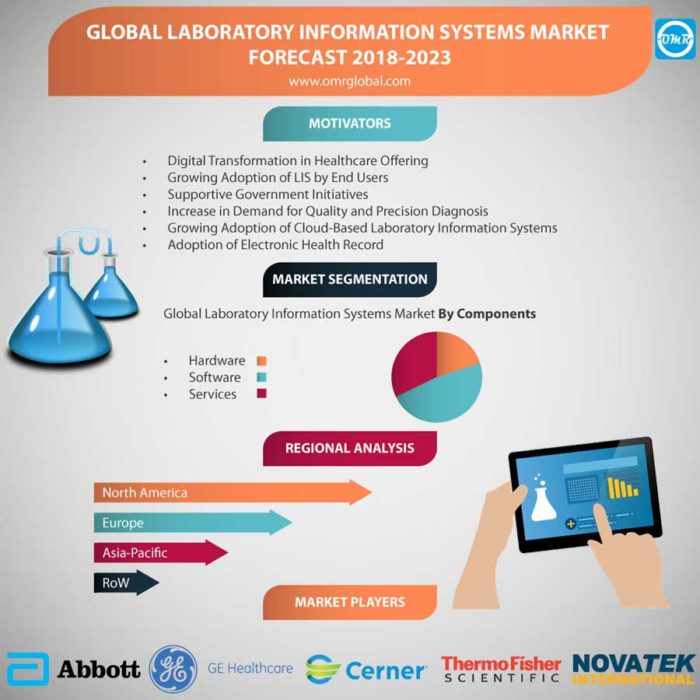 GLOBAL LABORATORY INFORMATION SYSTEMS MARKET
FORECAST 2018-2023
www.omrglobal.com
OMR
MOTIVATORS
• Digital Transformation in Healthcare Offering
• Growing Adoption of LIS by End Users
• Supportive Government Initiatives
• Increase in Demand for Quality and Precision Diagnosis
• Growing Adoption of Cloud-Based Laboratory Information Systems
• Adoption of Electronic Health Record
MARKET SEGMENTATION
Global Laboratory Information Systems Market By Components
• Hardware
• Software
• Services
REGIONAL ANALYSIS
North America
Europe
Asia-Pacific
RoW
MARKET PLAYERS
Abbott
GE
GE Healthcare
Cerner
ThermoFisher
SCIENTIFIC
NOVATEK
INTERNATIONAL